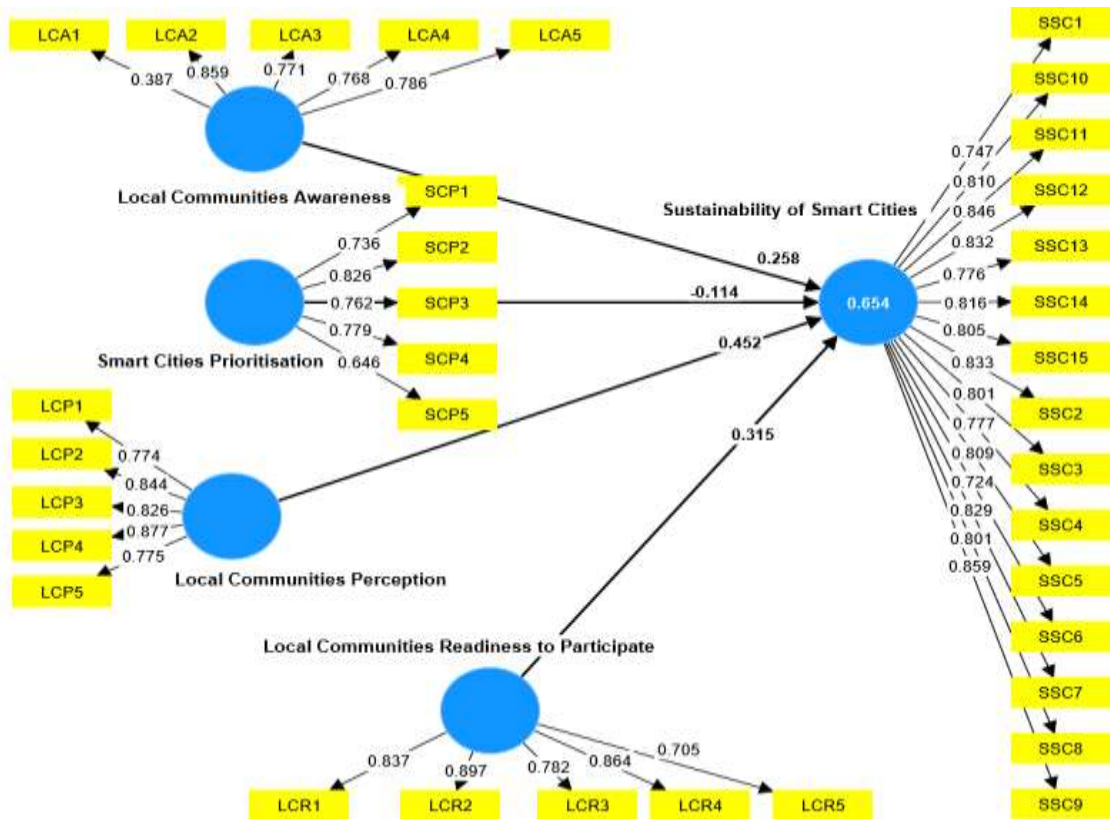 LCA1 LCA2 LCA3 LCA4 LCA5
0.387 0.859 0.771 0.768 0.786
Local Communities Awareness
SCP1
SCP2
SCP3
SCP4
SCP5
0.736
0.826
0.762
0.779
0.646
Smart Cities Prioritisation
LCP1
LCP2
LCP3
LCP4
LCP5
0.774
0.844
0.826
0.877
0.775
Local Communities Perception
Local Communities Readiness to Participate
0.837 0.897 0.782 0.864 0.705
LCR1 LCR2 LCR3 LCR4 LCR5
0.258
-0.114
0.452
0.315
Sustainability of Smart Cities
0.654
0.747
0.810
0.846
0.832
0.776
0.816
0.805
0.833
0.801
0.777
0.809
0.724
0.829
0.801
0.859
SSC1
SSC10
SSC11
SSC12
SSC13
SSC14
SSC15
SSC2
SSC3
SSC4
SSC5
SSC6
SSC7
SSC8
SSC9